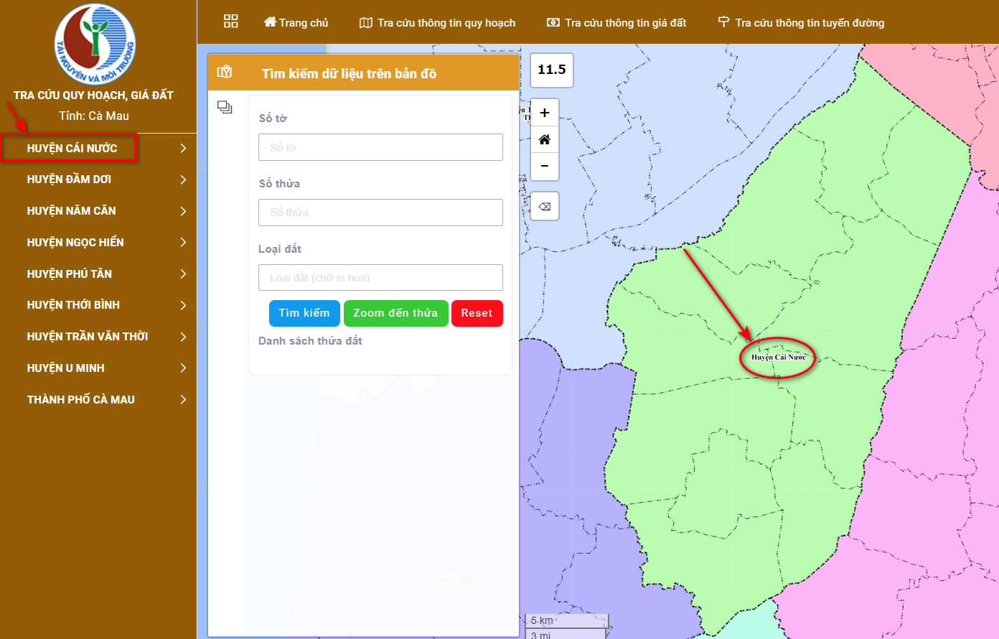 TÀI NGUYÊN VÀ MÔI TRƯỜNG
TRA CỨU QUY HOẠCH, GIÁ ĐẤT
Tỉnh: Cà Mau
HUYỆN CÁI NƯỚC
HUYỆN ĐẦM DƠI
HUYỆN NĂM CĂN
HUYỆN NGỌC HIỂN
HUYỆN PHÚ TÂN
HUYỆN THỚI BÌNH
HUYỆN TRẦN VĂN THỜI
HUYỆN U MINH
THÀNH PHỐ CÀ MAU
Trang chủ
Tra cứu thông tin quy hoạch
Tra cứu thông tin giá đất
Tra cứu thông tin tuyến đường
Tìm kiếm dữ liệu trên bản đồ
Số tờ
Số tờ
Số thửa
Số thửa
Loại đất
Loại đất (chữ in hoa)
Tìm kiếm
Zoom đến thửa
Reset
Danh sách thửa đất
Huyện Phú Tân
11.5
+
−
Huyện Cái Nước
5 km
3 mi